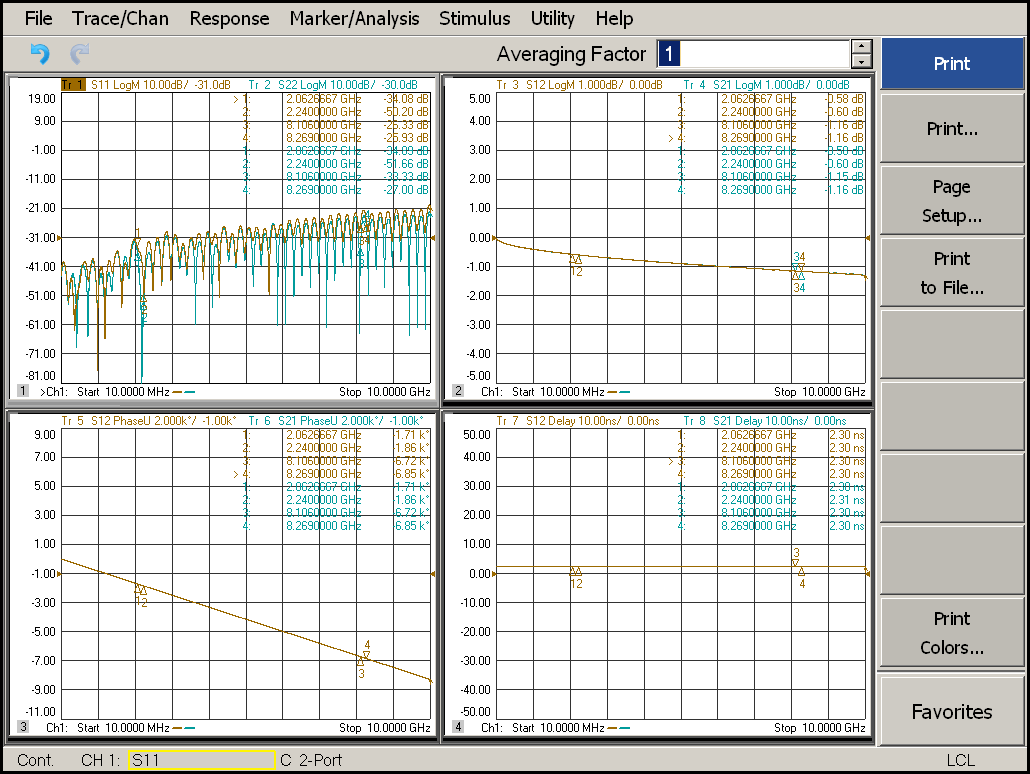 File Trace/Chan Response Marker/Analysis Stimulus Utility Help
Averaging Factor 1
Tr 1 S11 LogM 10.00dB/ -31.0dB Tr 2 S22 LogM 10.00dB/ -30.0dB
19.00
9.00
-1.00
-11.00
-21.00
-31.00
-41.00
-51.00
-61.00
-71.00
-81.00
> 1: 2.0626667 GHz -34.08 dB
2: 2.2400000 GHz -50.20 dB
3: 8.1060000 GHz -25.33 dB
4: 8.2690000 GHz -25.93 dB
1: 2.0626667 GHz -34.09 dB
2: 2.2400000 GHz -51.66 dB
3: 8.1060000 GHz -33.33 dB
4: 8.2690000 GHz -27.00 dB
1 >Ch1: Start 10.0000 MHz Stop 10.0000 GHz
Tr 3 S12 LogM 1.000dB/ 0.00dB Tr 4 S21 LogM 1.000dB/ 0.00dB
5.00
4.00
3.00
2.00
1.00
0.00
-1.00
-2.00
-3.00
-4.00
-5.00
1: 2.0626667 GHz -0.58 dB
2: 2.2400000 GHz -0.60 dB
3: 8.1060000 GHz -1.16 dB
> 4: 8.2690000 GHz -1.16 dB
1: 2.0626667 GHz -0.58 dB
2: 2.2400000 GHz -0.60 dB
3: 8.1060000 GHz -1.15 dB
4: 8.2690000 GHz -1.16 dB
12
34
34
2 Ch1: Start 10.0000 MHz Stop 10.0000 GHz
Tr 5 S12 PhaseU 2.000k°/ -1.00k° Tr 6 S21 PhaseU 2.000k°/ -1.00k°
9.00
7.00
5.00
3.00
1.00
-1.00
-3.00
-5.00
-7.00
-9.00
-11.00
1: 2.0626667 GHz -1.71 k°
2: 2.2400000 GHz -1.86 k°
3: 8.1060000 GHz -6.72 k°
> 4: 8.2690000 GHz -6.85 k°
1: 2.0626667 GHz -1.71 k°
2: 2.2400000 GHz -1.86 k°
3: 8.1060000 GHz -6.72 k°
4: 8.2690000 GHz -6.85 k°
12
4
3
3 Ch1: Start 10.0000 MHz Stop 10.0000 GHz
Tr 7 S12 Delay 10.00ns/ 0.00ns Tr 8 S21 Delay 10.00ns/ 0.00ns
50.00
40.00
30.00
20.00
10.00
0.00
-10.00
-20.00
-30.00
-40.00
-50.00
1: 2.0626667 GHz 2.30 ns
2: 2.2400000 GHz 2.30 ns
> 3: 8.1060000 GHz 2.30 ns
4: 8.2690000 GHz 2.30 ns
1: 2.0626667 GHz 2.30 ns
2: 2.2400000 GHz 2.31 ns
3: 8.1060000 GHz 2.30 ns
4: 8.2690000 GHz 2.30 ns
12
3
4
4 Ch1: Start 10.0000 MHz Stop 10.0000 GHz
Print
Print...
Page
Setup...
Print
to File...
Print
Colors...
Favorites
Cont. CH 1: S11 C 2-Port LCL